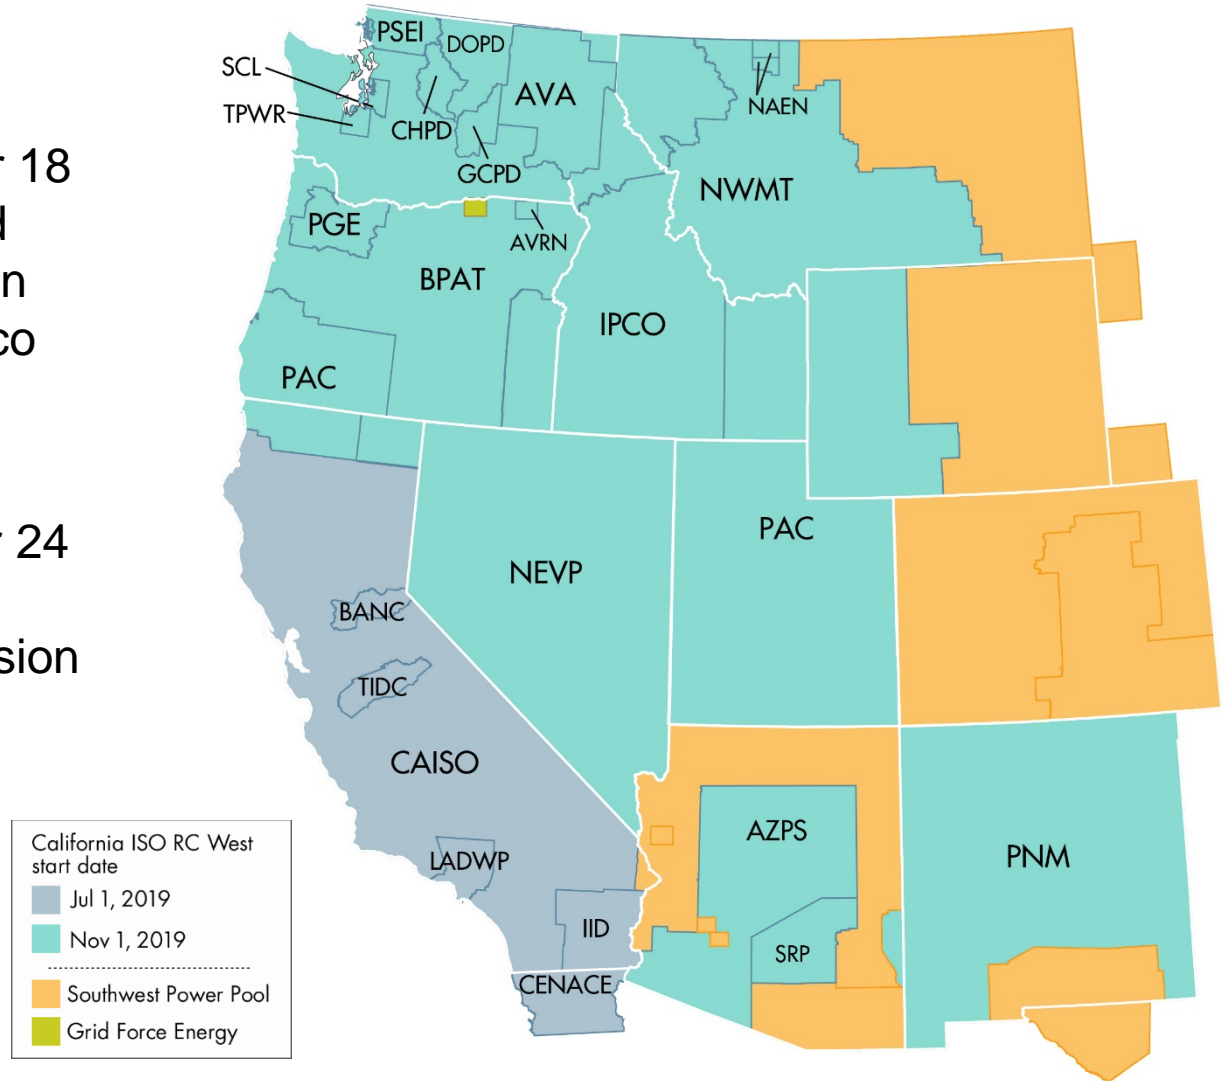 r 18
d
n
co
r 24
sion
PSEI
DOPD
SCL
AVA
TPWR
NAEN
CHPD
GCPD
NWMT
PGE
AVRN
BPAT
IPCO
PAC
PAC
NEVP
BANC
TIDC
CAISO
AZPS
PNM
LADWP
IID
SRP
CENACE
California ISO RC West
start date
Jul 1, 2019
Nov 1, 2019
Southwest Power Pool
Grid Force Energy